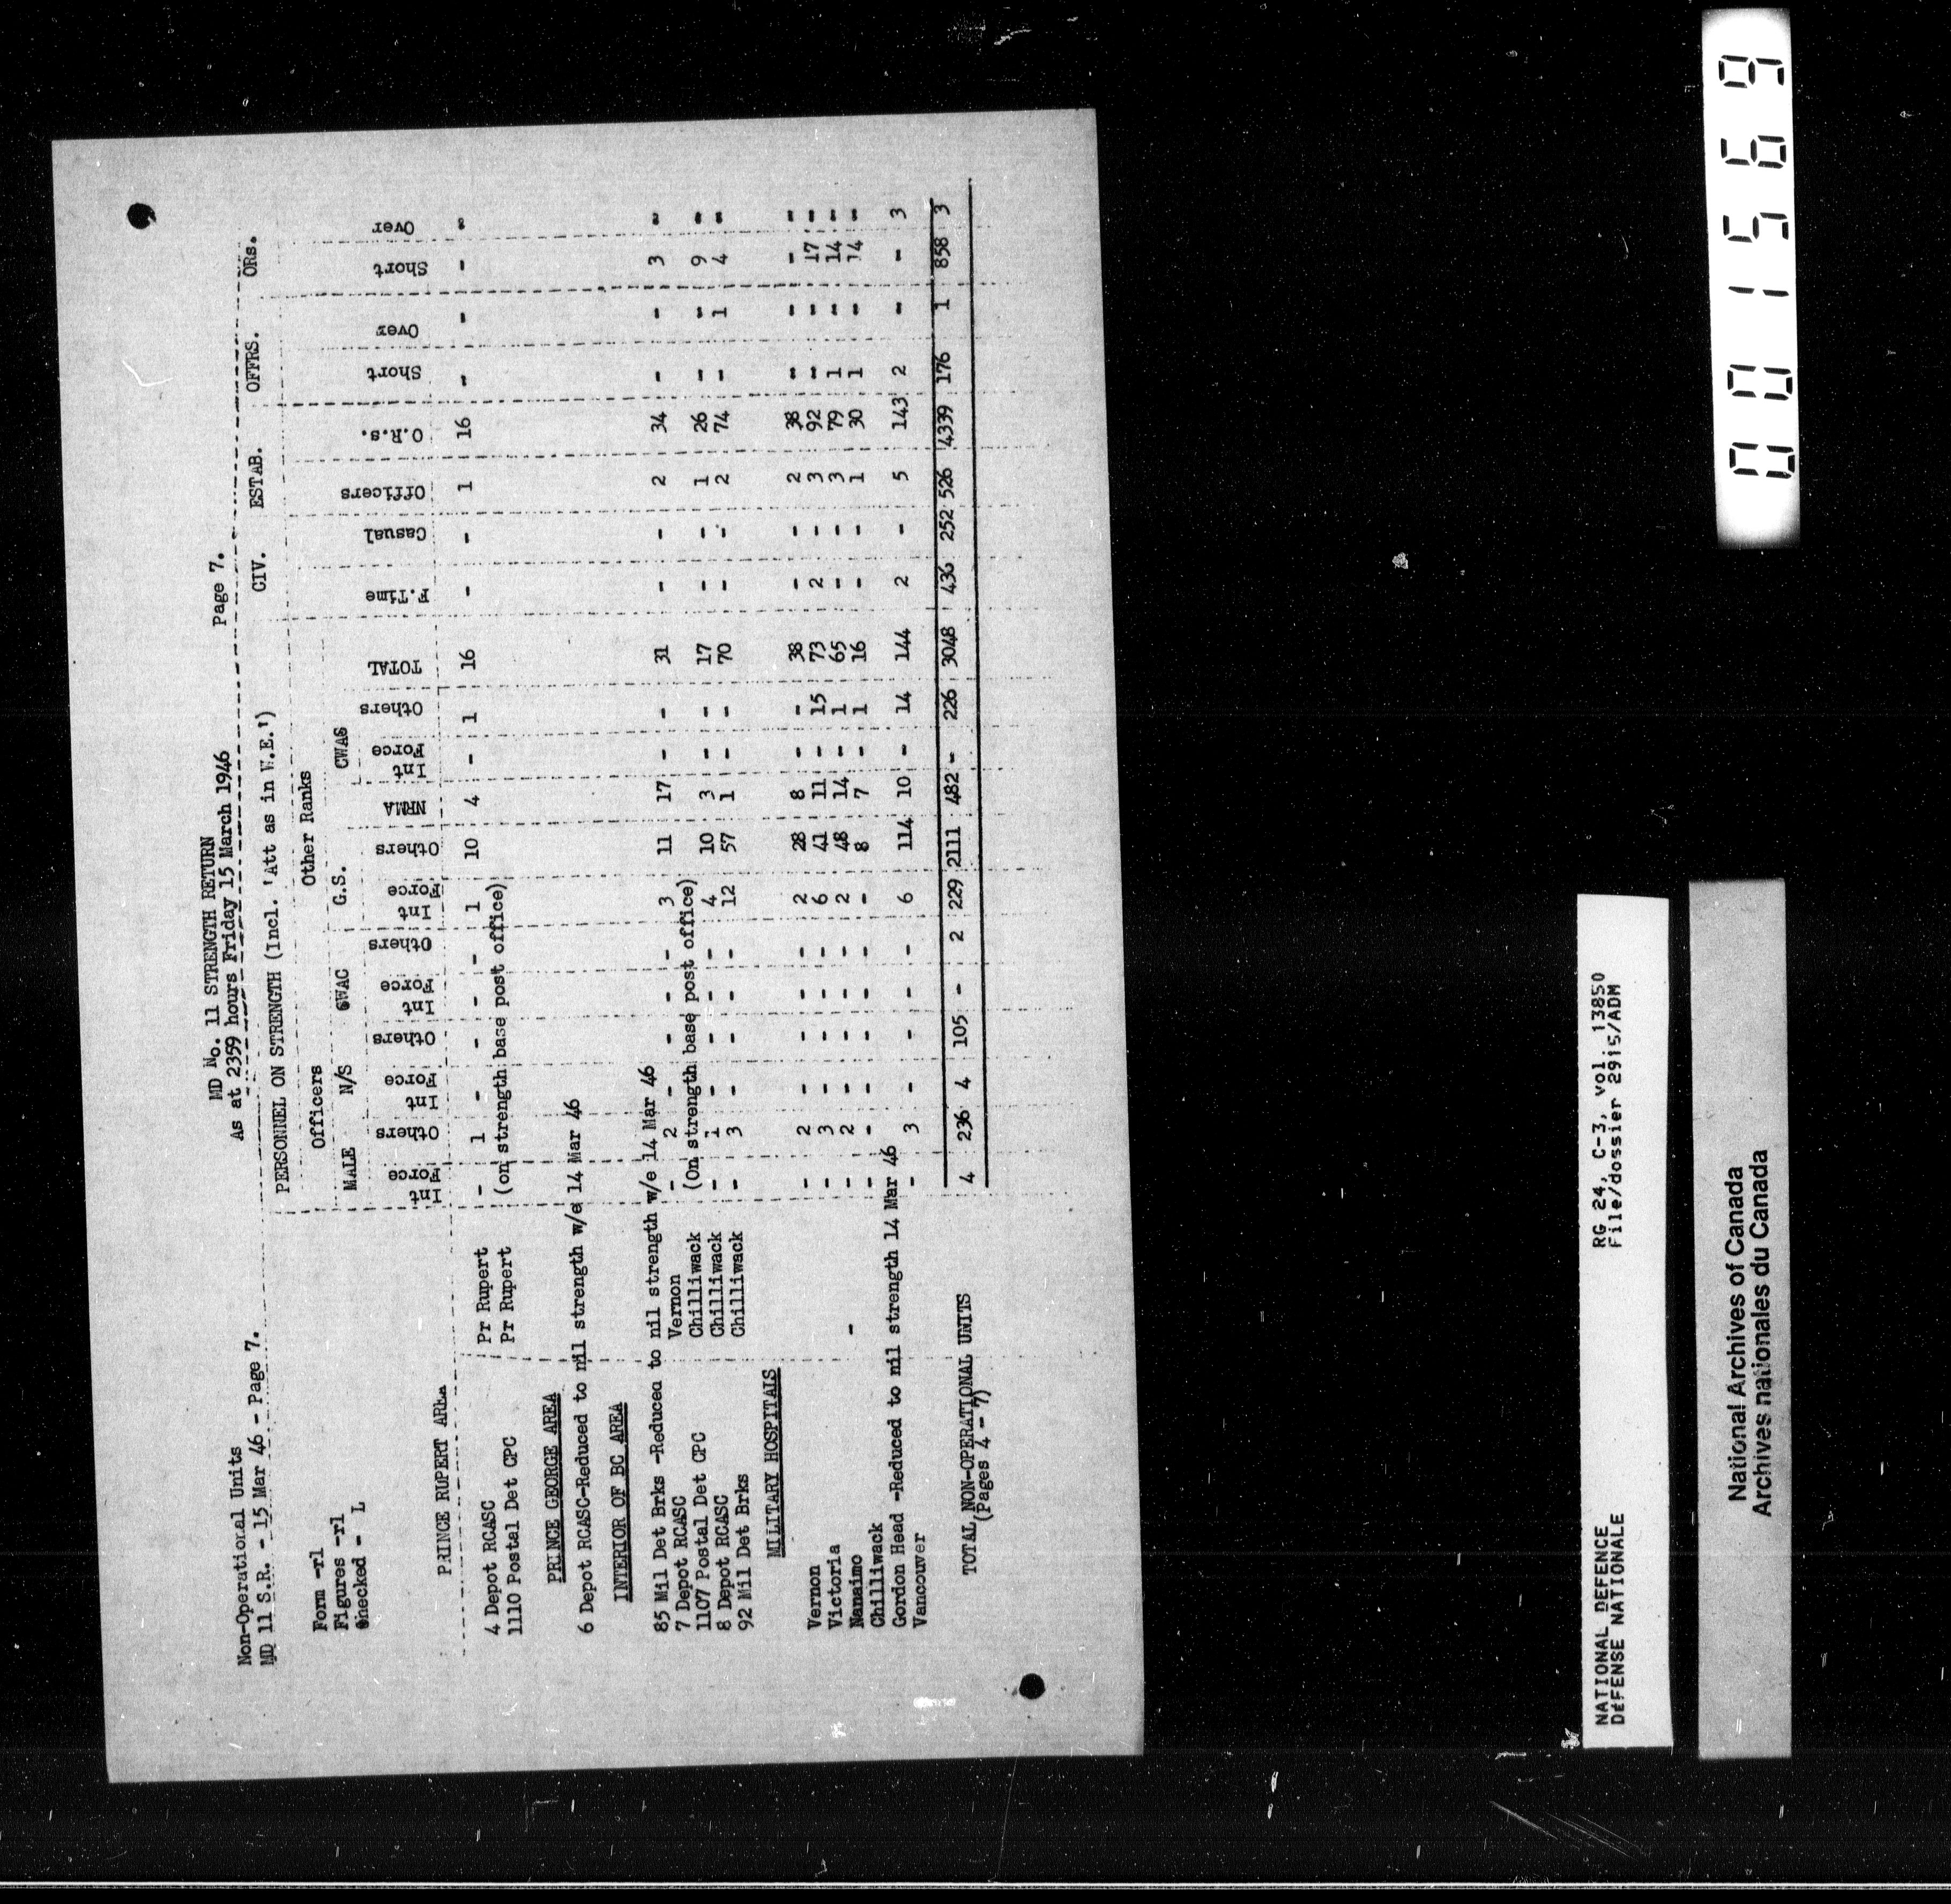 MD No. 11 STRENGTH RETURN Page 7.
As at 2359 hours Friday 15 March 1946
Non-Operational Units
MD 11 S.R. - 15 Mar 46 - Page 7.
PERSONNEL ON STRENGTH (Incl. 'Att as in W.E.') CIV. ESTAB. OFFRS. ORs.
Form -rl Officers Other Ranks
Figures -rl MALE N/S CWAC G.S. CWAS
Checked - L
Int Force Others Int Force Others Int Force Others Int Force Others NRMA Int Force Others TOTAL F.Time Casual Officers O.R.s. Short Over Short Over
PRINCE RUPERT AREA
4 Depot RCASC Pr Rupert - 1 - - - - 1 10 4 - 1 16 - - 1 16 - - - -
1110 Postal Det CPC Pr Rupert (on strength base post office)
PRINCE GEORGE AREA
6 Depot RCASC-Reduced to nil strength w/e 14 Mar 46
INTERIOR OF BC AREA
85 Mil Det Brks -Reduced to nil strength w/e 14 Mar 46
7 Depot RCASC Vernon - 2 - - - - 3 11 17 - - 31 - - 2 34 - - 3 -
1107 Postal Det CPC Chilliwack (On strength base post office)
8 Depot RCASC Chilliwack - 1 - - - - 4 10 3 - - 17 - - 1 26 - - 9 -
92 Mil Det Brks Chilliwack - 3 - - - - 12 57 1 - - 70 - - 2 74 - 1 4 -
MILITARY HOSPITALS
Vernon - 2 - - - - 2 28 8 - - 38 - - 2 38 - - - -
Victoria - 3 - - - - 6 41 11 - 15 73 2 - 3 92 - - 17 -
Nanaimo - - 2 - - - - 2 48 14 - 1 65 - - 3 79 1 - 14 -
Chilliwack - - - - - - - 8 7 - 1 16 - - 1 30 1 - 14 -
Gordon Head -Reduced to nil strength 14 Mar 46
Vancouver - 3 - - - - 6 114 10 - 14 144 2 - 5 143 2 - - 3
TOTAL NON-OPERATIONAL UNITS 4 236 4 105 - 2 229 2111 482 - 226 3048 436 252 526 4339 176 1 858 3
(Pages 4 - 7)
NATIONAL DEFENCE RG 24, C-3, vol. 13850
DÉFENSE NATIONALE File/dossier 2915/ADM
National Archives of Canada
Archives nationales du Canada
001569